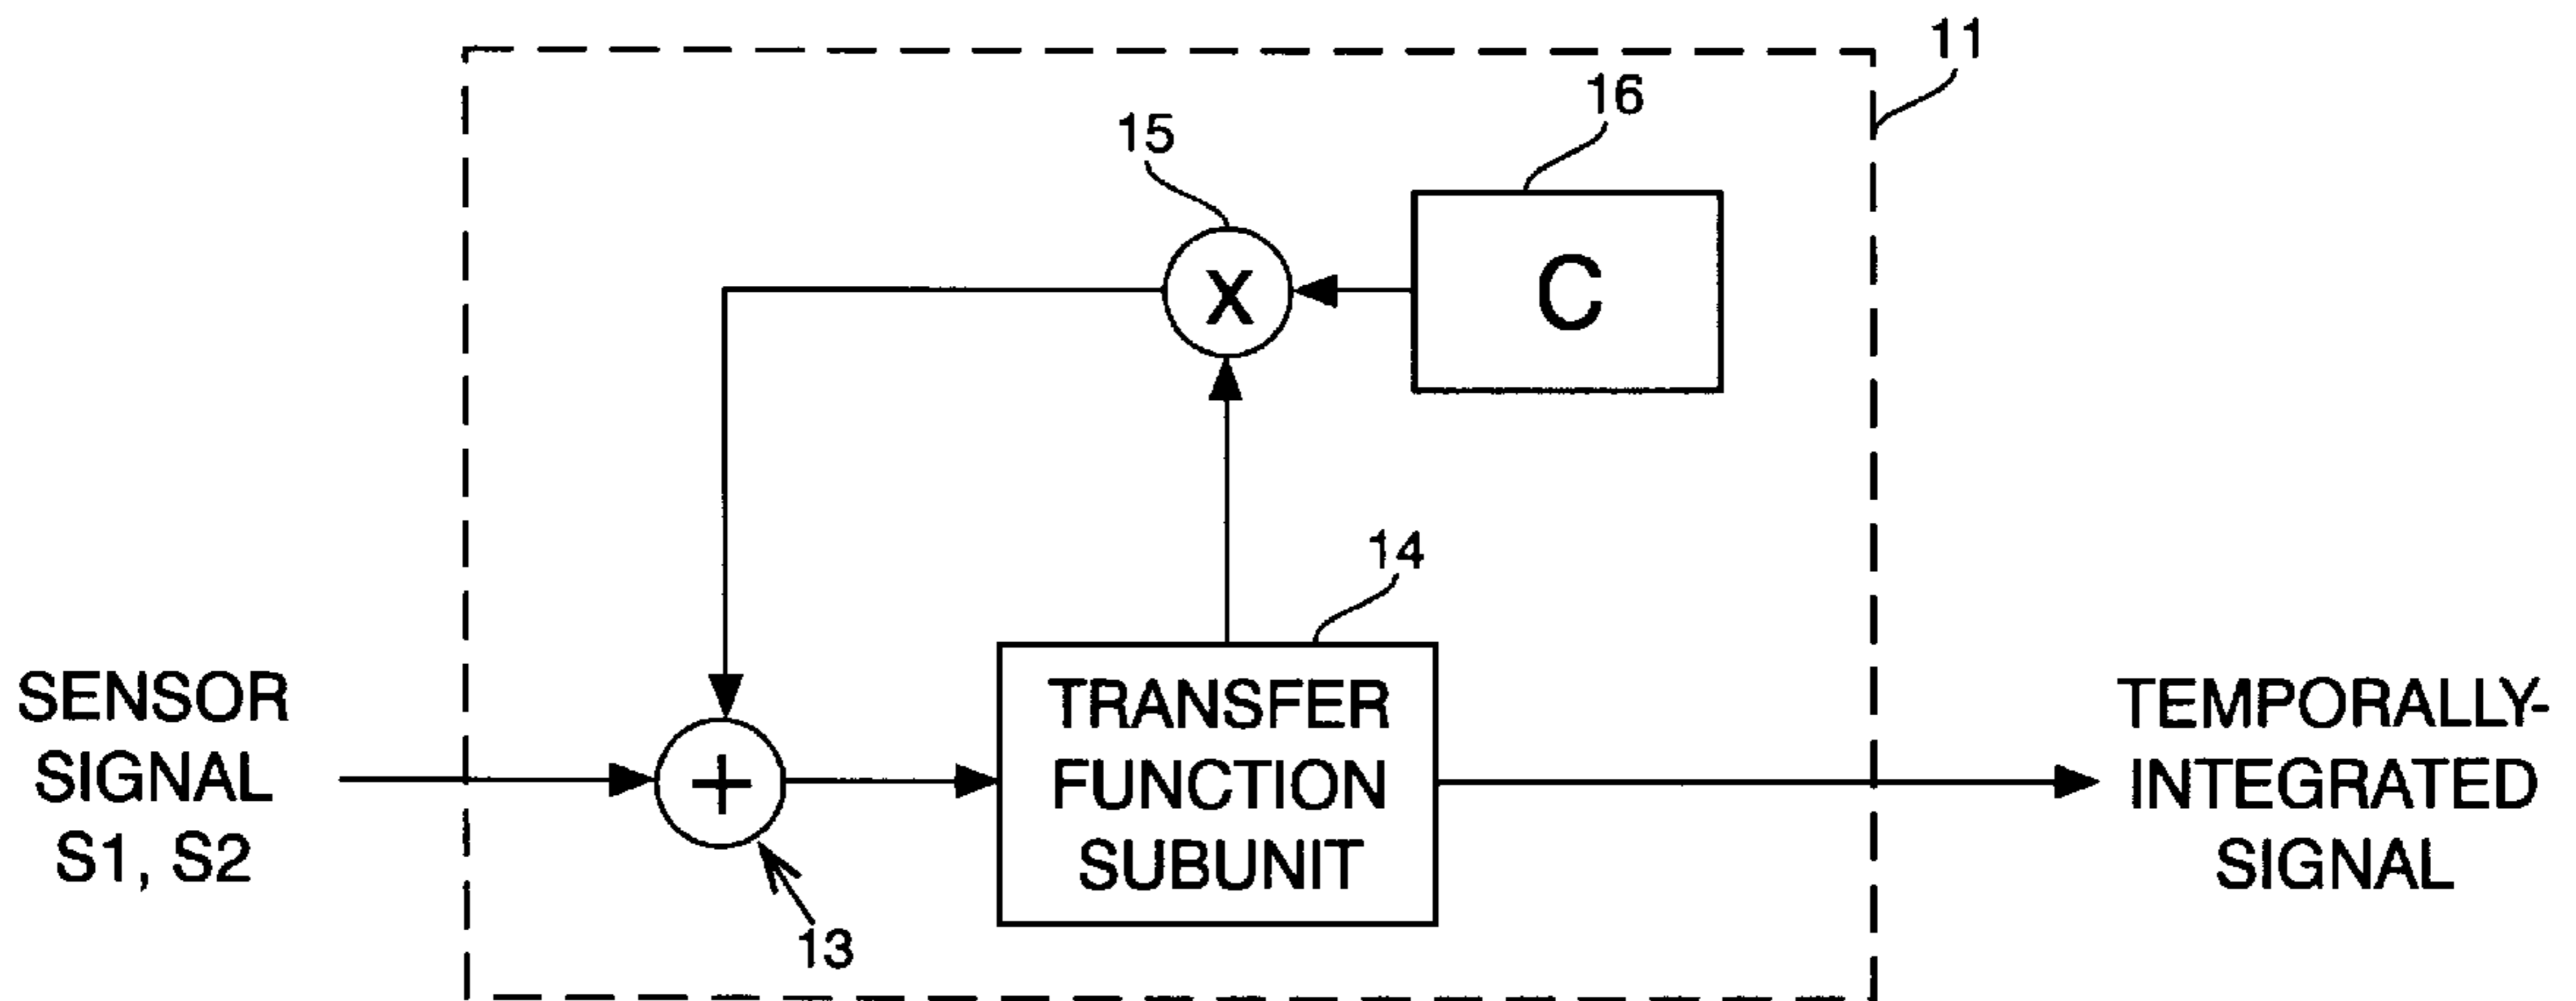 11
16
15
X
C
14
SENSOR
SIGNAL
S1, S2
+
TRANSFER
FUNCTION
SUBUNIT
TEMPORALLY-
INTEGRATED
SIGNAL
13